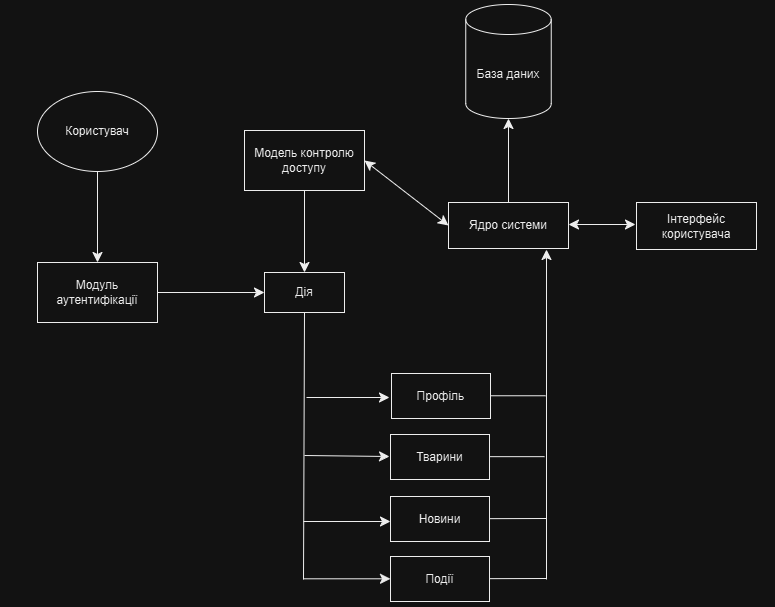 База даних
Користувач
Модель контролю
доступу
Ядро системи
Інтерфейс
користувача
Модуль
аутентифікації
Дія
Профіль
Тварини
Новини
Події